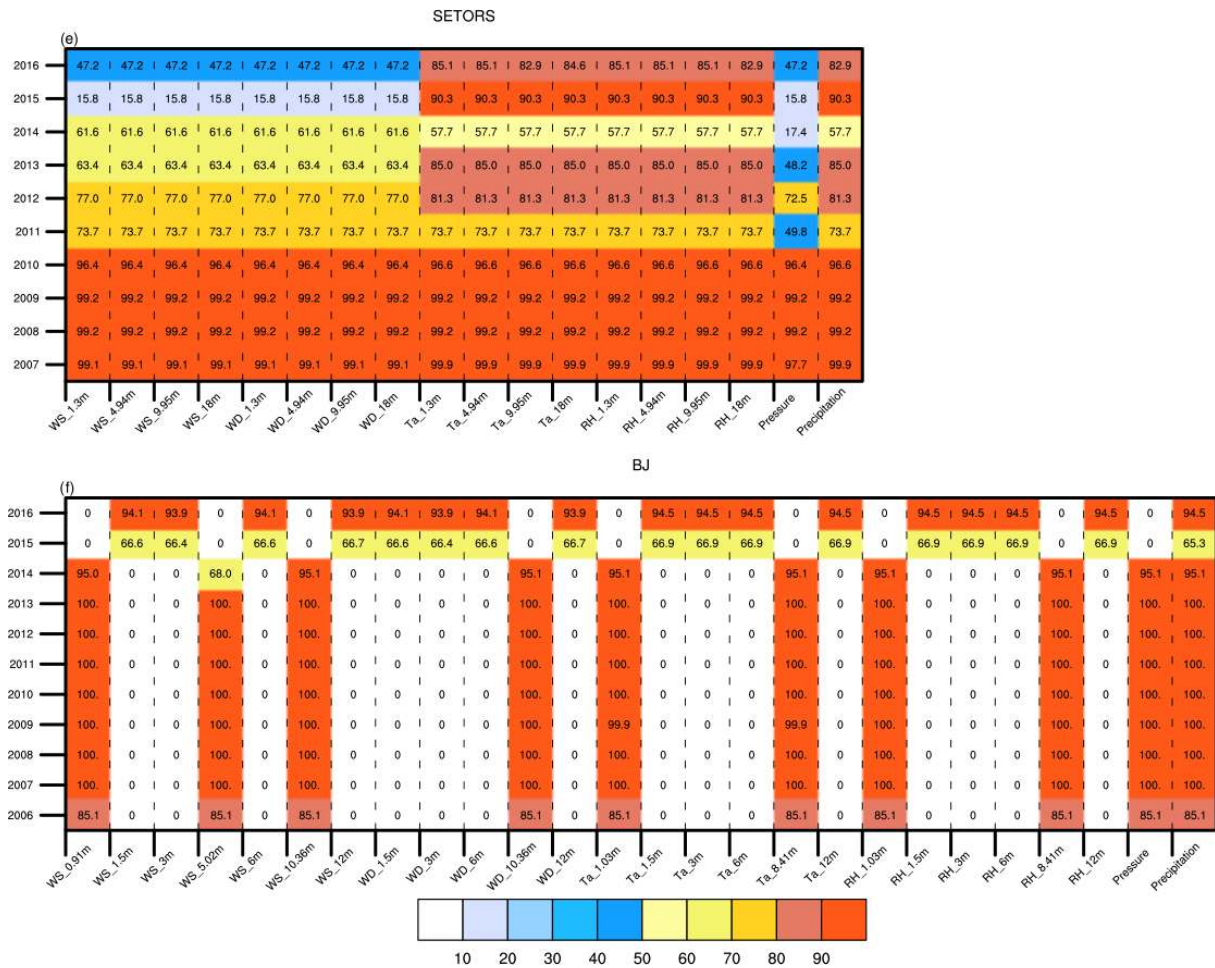 SETORS
(e)
2016 47.2 47.2 47.2 47.2 47.2 47.2 47.2 47.2 85.1 85.1 82.9 84.6 85.1 85.1 85.1 82.9 47.2 82.9
2015 15.8 15.8 15.8 15.8 15.8 15.8 15.8 15.8 90.3 90.3 90.3 90.3 90.3 90.3 90.3 90.3 15.8 90.3
2014 61.6 61.6 61.6 61.6 61.6 61.6 61.6 61.6 57.7 57.7 57.7 57.7 57.7 57.7 57.7 57.7 17.4 57.7
2013 63.4 63.4 63.4 63.4 63.4 63.4 63.4 63.4 85.0 85.0 85.0 85.0 85.0 85.0 85.0 85.0 48.2 85.0
2012 77.0 77.0 77.0 77.0 77.0 77.0 77.0 77.0 81.3 81.3 81.3 81.3 81.3 81.3 81.3 81.3 72.5 81.3
2011 73.7 73.7 73.7 73.7 73.7 73.7 73.7 73.7 73.7 73.7 73.7 73.7 73.7 73.7 73.7 73.7 49.8 73.7
2010 96.4 96.4 96.4 96.4 96.4 96.4 96.4 96.4 96.6 96.6 96.6 96.6 96.6 96.6 96.6 96.6 96.4 96.6
2009 99.2 99.2 99.2 99.2 99.2 99.2 99.2 99.2 99.2 99.2 99.2 99.2 99.2 99.2 99.2 99.2 99.2 99.2
2008 99.2 99.2 99.2 99.2 99.2 99.2 99.2 99.2 99.2 99.2 99.2 99.2 99.2 99.2 99.2 99.2 99.2 99.2
2007 99.1 99.1 99.1 99.1 99.1 99.1 99.1 99.1 99.9 99.9 99.9 99.9 99.9 99.9 99.9 99.9 97.7 99.9
WS_1.3m WS_4.94m WS_9.95m WS_18m WD_1.3m WD_4.94m WD_9.95m WD_18m Ta_1.3m Ta_4.94m Ta_9.95m Ta_18m RH_1.3m RH_4.94m RH_9.95m RH_18m Pressure Precipitation
BJ
(f)
2016 0 94.1 93.9 0 94.1 0 93.9 94.1 93.9 94.1 0 93.9 0 94.5 94.5 94.5 0 94.5 0 94.5 94.5 94.5 0 94.5 0 94.5
2015 0 66.6 66.4 0 66.6 0 66.7 66.6 66.4 66.6 0 66.7 0 66.9 66.9 66.9 0 66.9 0 66.9 66.9 66.9 0 66.9 0 65.3
2014 95.0 0 0 68.0 0 95.1 0 0 0 0 95.1 0 95.1 0 0 0 95.1 0 95.1 0 0 0 95.1 0 95.1 95.1
2013 100. 0 0 100. 0 100. 0 0 0 0 100. 0 100. 0 0 0 100. 0 100. 0 0 0 100. 0 100. 100.
2012 100. 0 0 100. 0 100. 0 0 0 0 100. 0 100. 0 0 0 100. 0 100. 0 0 0 100. 0 100. 100.
2011 100. 0 0 100. 0 100. 0 0 0 0 100. 0 100. 0 0 0 100. 0 100. 0 0 0 100. 0 100. 100.
2010 100. 0 0 100. 0 100. 0 0 0 0 100. 0 100. 0 0 0 100. 0 100. 0 0 0 100. 0 100. 100.
2009 100. 0 0 100. 0 100. 0 0 0 0 100. 0 99.9 0 0 0 99.9 0 100. 0 0 0 100. 0 100. 100.
2008 100. 0 0 100. 0 100. 0 0 0 0 100. 0 100. 0 0 0 100. 0 100. 0 0 0 100. 0 100. 100.
2007 100. 0 0 100. 0 100. 0 0 0 0 100. 0 100. 0 0 0 100. 0 100. 0 0 0 100. 0 100. 100.
2006 85.1 0 0 85.1 0 85.1 0 0 0 0 85.1 0 85.1 0 0 0 85.1 0 85.1 0 0 0 85.1 0 85.1 85.1
WS_0.91m WS_1.5m WS_3m WS_5.02m WS_6m WS_10.36m WS_12m WD_1.5m WD_3m WD_6m WD_10.36m WD_12m Ta_1.03m Ta_1.5m Ta_3m Ta_6m Ta_8.41m Ta_12m RH_1.03m RH_1.5m RH_3m RH_6m RH_8.41m RH_12m Pressure Precipitation
10 20 30 40 50 60 70 80 90